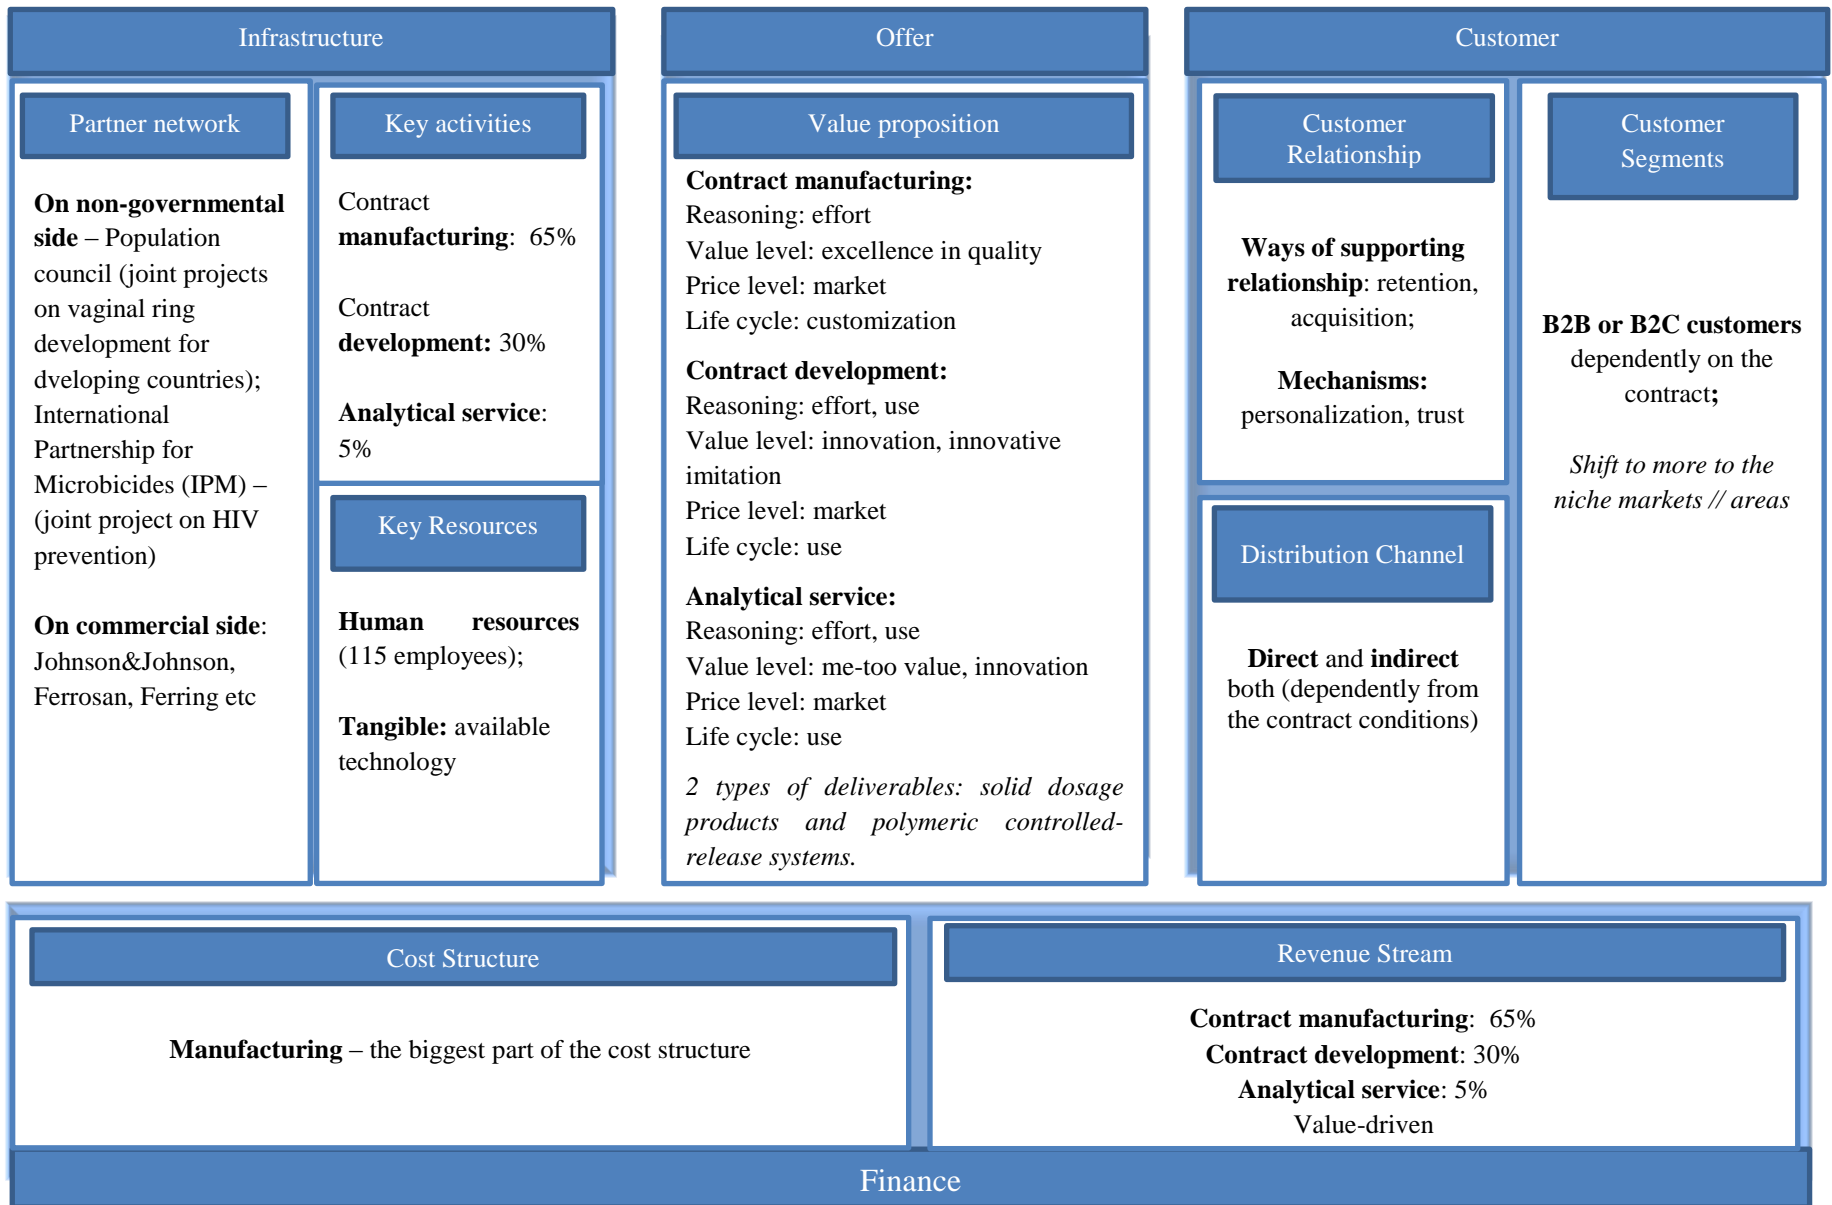 Infrastructure
Offer
Customer
Partner network
On non-governmental
side – Population
council (joint projects
on vaginal ring
development for
dveloping countries);
International
Partnership for
Microbicides (IPM) –
(joint project on HIV
prevention)
On commercial side:
Johnson&Johnson,
Ferrosan, Ferring etc
Key activities
Contract
manufacturing: 65%
Contract
development: 30%
Analytical service:
5%
Key Resources
Human resources
(115 employees);
Tangible: available
technology
Value proposition
Contract manufacturing:
Reasoning: effort
Value level: excellence in quality
Price level: market
Life cycle: customization
Contract development:
Reasoning: effort, use
Value level: innovation, innovative
imitation
Price level: market
Life cycle: use
Analytical service:
Reasoning: effort, use
Value level: me-too value, innovation
Price level: market
Life cycle: use
2 types of deliverables: solid dosage
products and polymeric controlled-
release systems.
Customer
Relationship
Ways of supporting
relationship: retention,
acquisition;
Mechanisms:
personalization, trust
Distribution Channel
Direct and indirect
both (dependently from
the contract conditions)
Customer
Segments
B2B or B2C customers
dependently on the
contract;
Shift to more to the
niche markets // areas
Cost Structure
Manufacturing – the biggest part of the cost structure
Revenue Stream
Contract manufacturing: 65%
Contract development: 30%
Analytical service: 5%
Value-driven
Finance